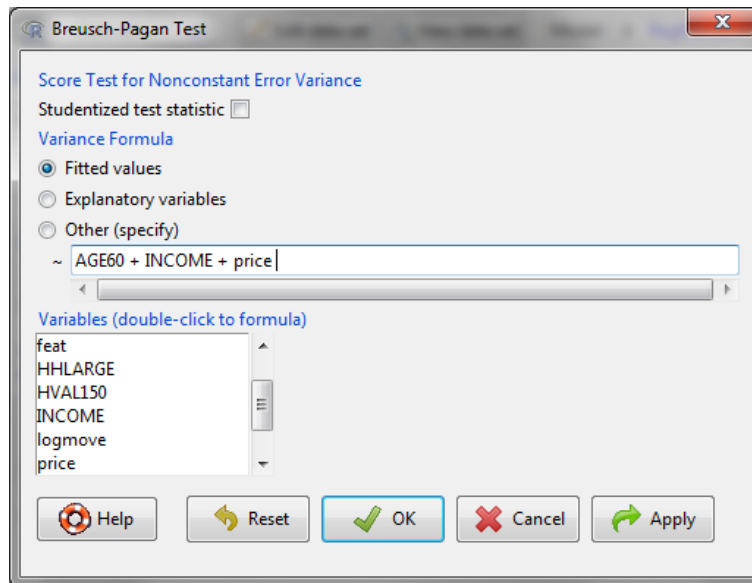 Breusch-Pagan Test
Score Test for Nonconstant Error Variance
Studentized test statistic
Variance Formula
Fitted values
Explanatory variables
Other (specify)
~ AGE60 + INCOME + price
Variables (double-click to formula)
feat
HHLARGE
HVAL150
INCOME
logmove
price
Help Reset OK Cancel Apply